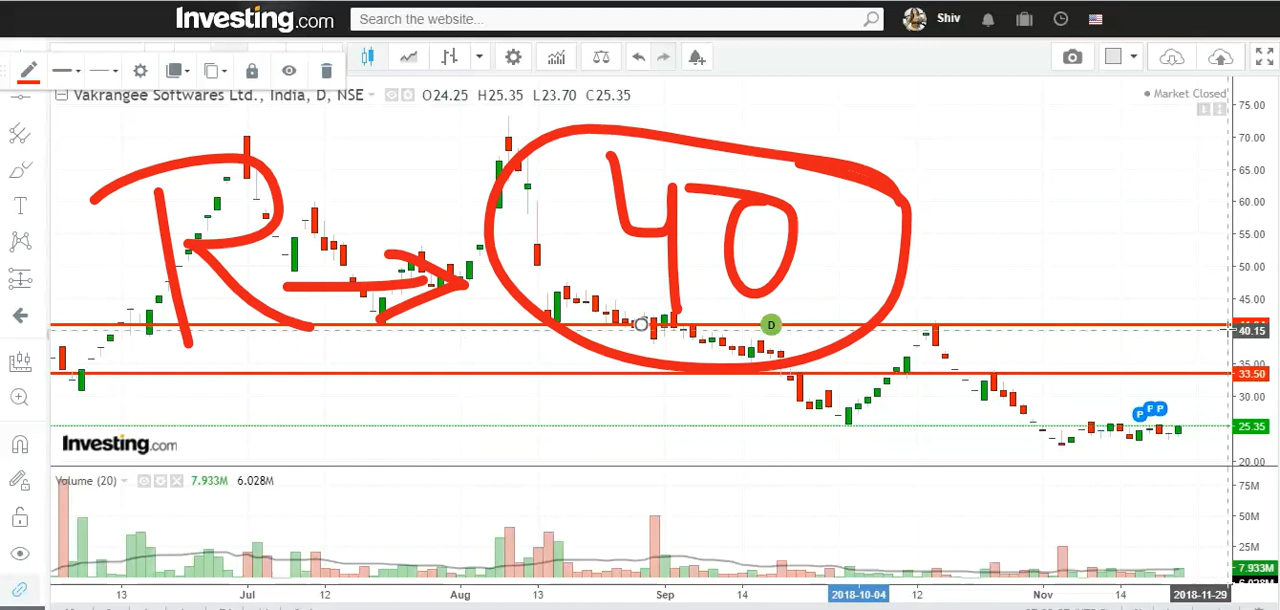 Investing.com Search the website... Shiv
Vakrangee Softwares Ltd., India, D, NSE O24.25 H25.35 L23.70 C25.35
Market Closed
75.00
70.00
65.00
60.00
55.00
50.00
45.00
40.15
35.00
33.50
30.00
25.35
20.00
R → 40
D
P P P
Investing.com
Volume (20) 7.933M 6.028M
75M
50M
25M
7.933M
6.028M
13 Jul 12 Aug 13 Sep 14 2018-10-04 12 Nov 14 2018-11-29